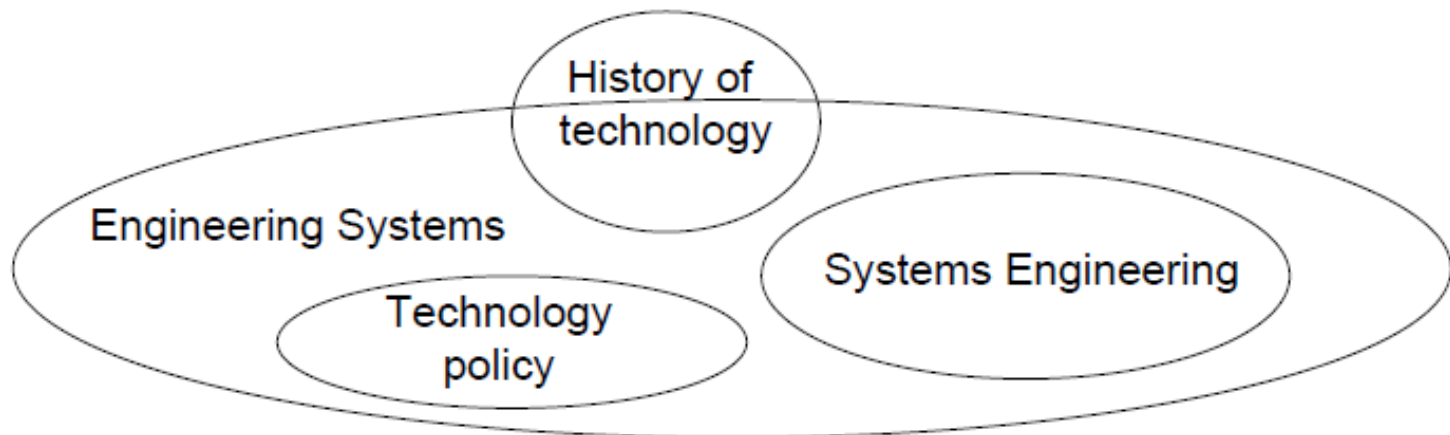 History of
technology
Engineering Systems
Systems Engineering
Technology
policy